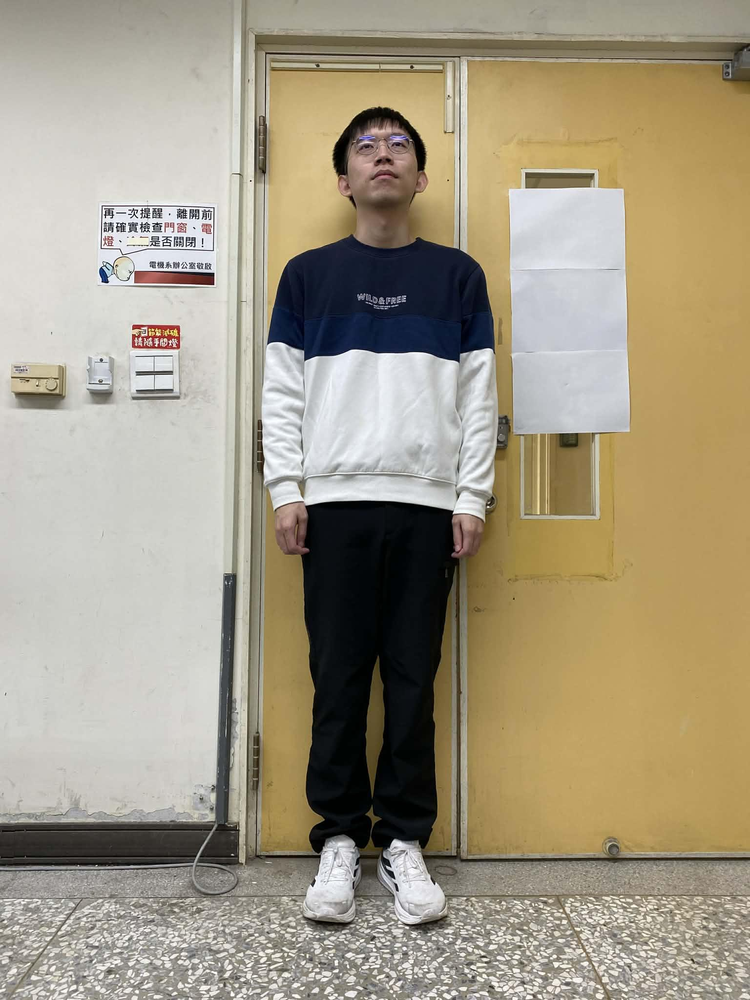 再一次提醒，離開前
請確實檢查門窗、電
燈、是否關閉！
電機系辦公室敬啟
節能減碳
請隨手關燈
WILD&FREE